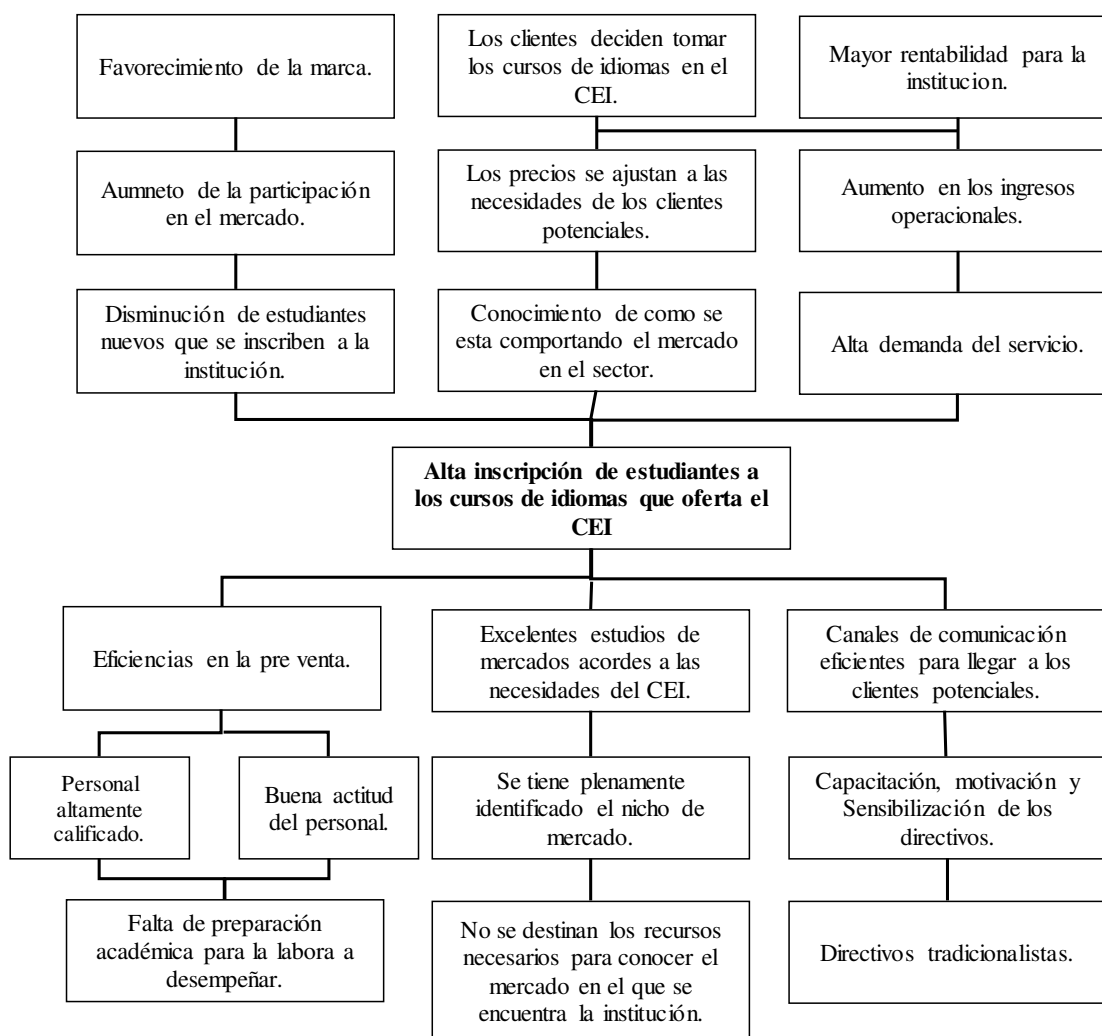 Favorecimiento de la marca.
Los clientes deciden tomar
los cursos de idiomas en el
CEI.
Mayor rentabilidad para la
institucion.
Aumneto de la participación
en el mercado.
Los precios se ajustan a las
necesidades de los clientes
potenciales.
Aumento en los ingresos
operacionales.
Disminución de estudiantes
nuevos que se inscriben a la
institución.
Conocimiento de como se
esta comportando el mercado
en el sector.
Alta demanda del servicio.
Alta inscripción de estudiantes a
los cursos de idiomas que oferta el
CEI
Eficiencias en la pre venta.
Excelentes estudios de
mercados acordes a las
necesidades del CEI.
Canales de comunicación
eficientes para llegar a los
clientes potenciales.
Personal
altamente
calificado.
Buena actitud
del personal.
Se tiene plenamente
identificado el nicho de
mercado.
Capacitación, motivación y
Sensibilización de los
directivos.
Falta de preparación
académica para la labora a
desempeñar.
No se destinan los recursos
necesarios para conocer el
mercado en el que se
encuentra la institución.
Directivos tradicionalistas.